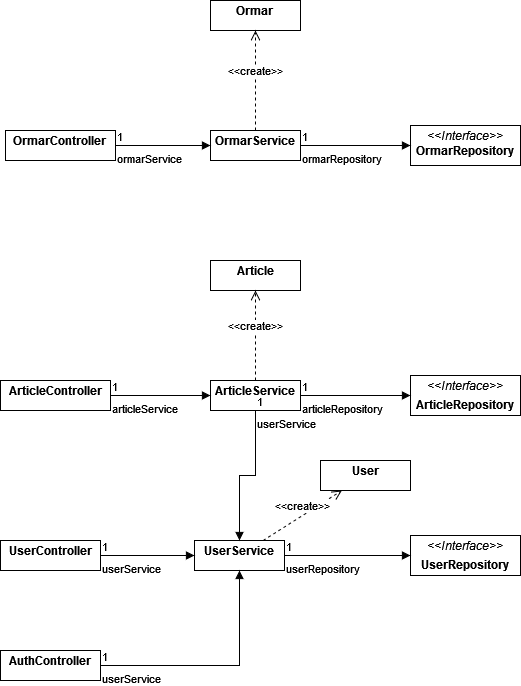 Ormar
<<create>>
OrmarController
1
ormarService
OrmarService
1
ormarRepository
<<Interface>>
OrmarRepository
Article
<<create>>
ArticleController
1
articleService
ArticleService
1
1
articleRepository
<<Interface>>
ArticleRepository
userService
User
<<create>>
UserController
1
userService
UserService
1
userRepository
<<Interface>>
UserRepository
AuthController
1
userService